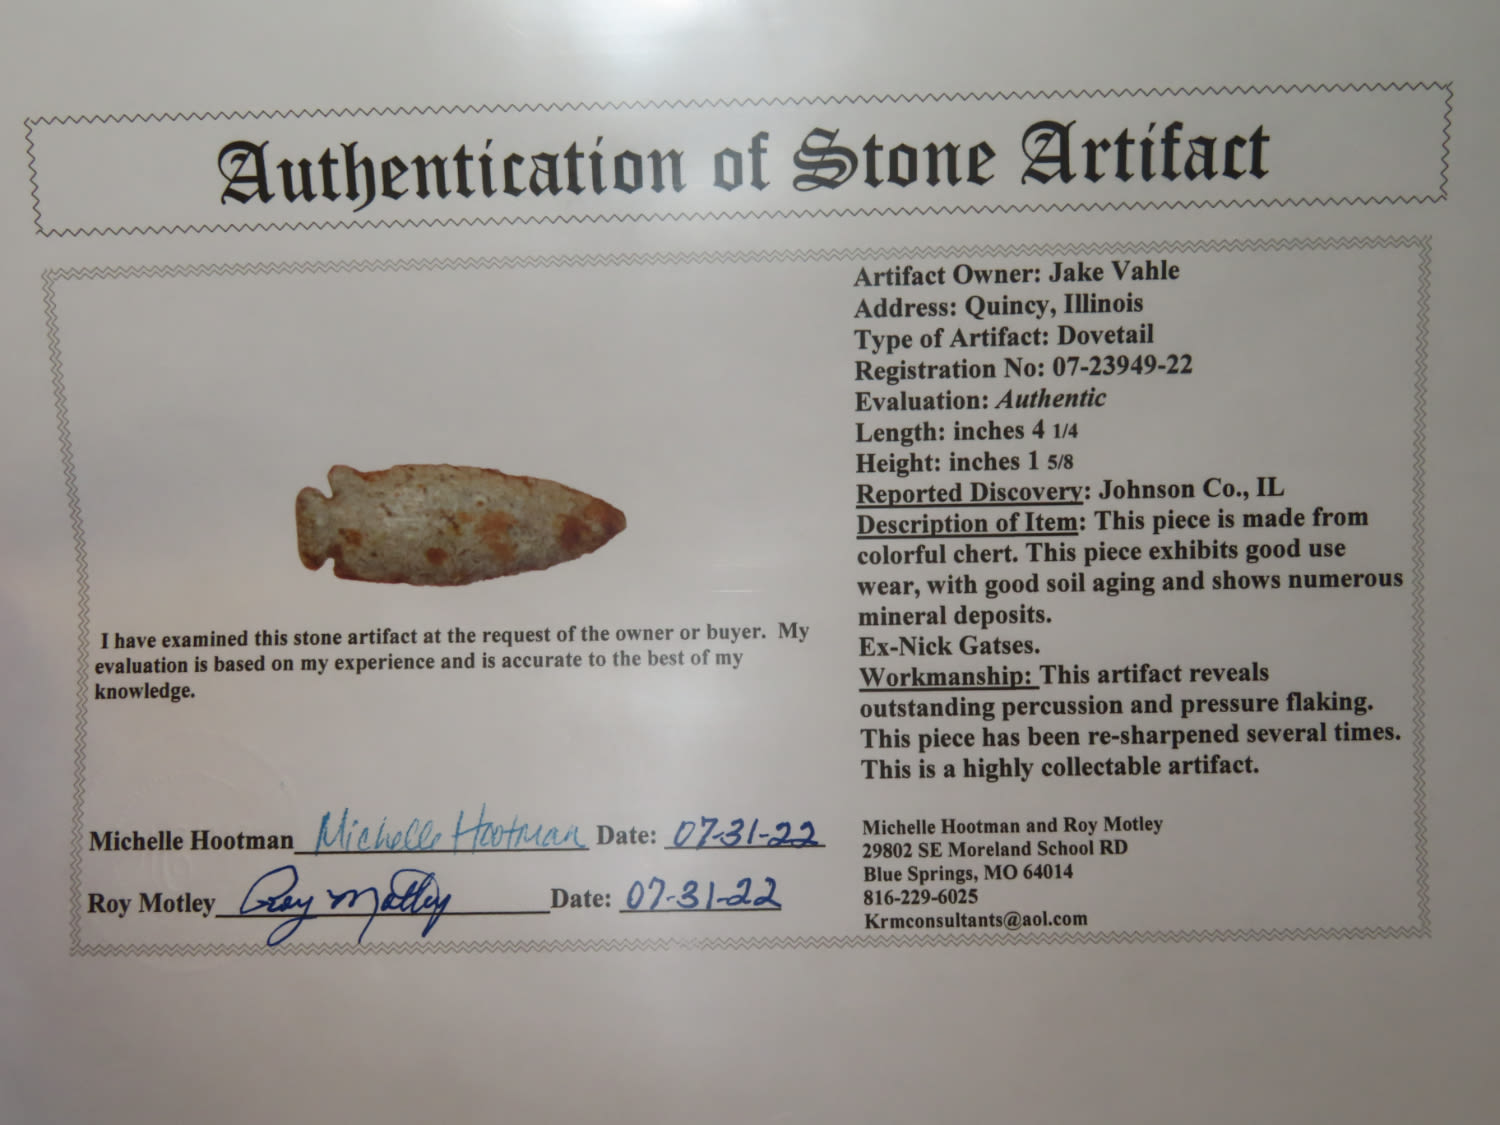 Authentication of Stone Artifact
Artifact Owner: Jake Vahle
Address: Quincy, Illinois
Type of Artifact: Dovetail
Registration No: 07-23949-22
Evaluation: Authentic
Length: inches 4 1/4
Height: inches 1 5/8
Reported Discovery: Johnson Co., IL
Description of Item: This piece is made from
colorful chert. This piece exhibits good use
wear, with good soil aging and shows numerous
mineral deposits.
Ex-Nick Gatses.
Workmanship: This artifact reveals
outstanding percussion and pressure flaking.
This piece has been re-sharpened several times.
This is a highly collectable artifact.
I have examined this stone artifact at the request of the owner or buyer. My
evaluation is based on my experience and is accurate to the best of my
knowledge.
Michelle Hootman Michelle Hootman Date: 07-31-22
Roy Motley Roy Motley Date: 07-31-22
Michelle Hootman and Roy Motley
29802 SE Moreland School RD
Blue Springs, MO 64014
816-229-6025
Krmconsultants@aol.com